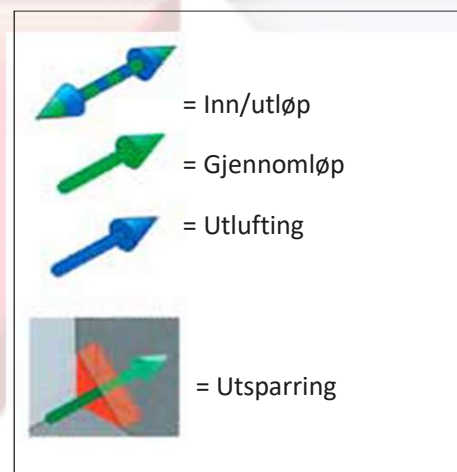 = Inn/utløp
= Gjennomløp
= Utlufting
= Utsparring